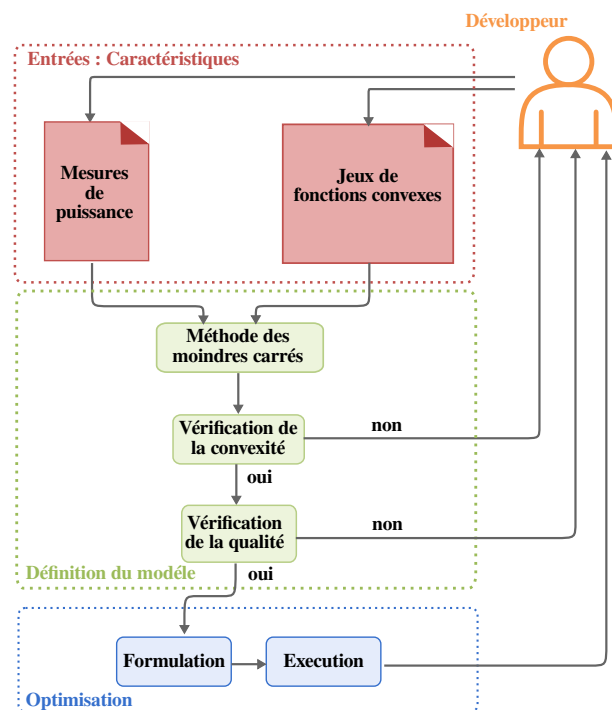 Développeur
Entrées : Caractéristiques
Mesures
de
puissance
Jeux de
fonctions convexes
Méthode des
moindres carrés
Vérification de
la convexité
non
oui
Vérification
de la qualité
non
Définition du modéle
oui
Formulation
Execution
Optimisation